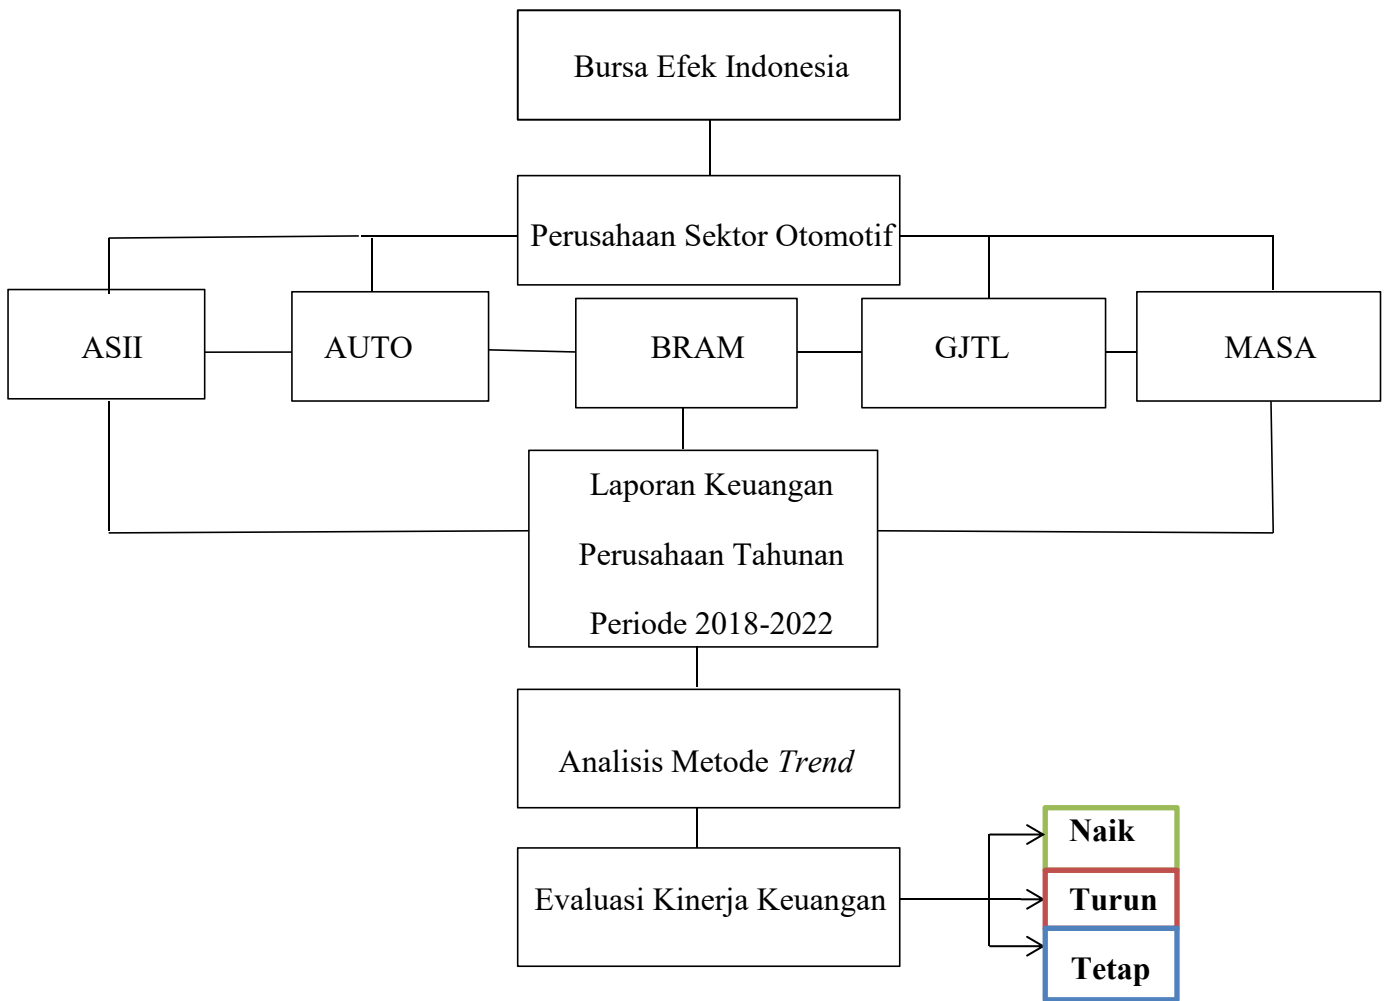 Bursa Efek Indonesia
Perusahaan Sektor Otomotif
ASII
AUTO
BRAM
GJTL
MASA
Laporan Keuangan
Perusahaan Tahunan
Periode 2018-2022
Analisis Metode Trend
Evaluasi Kinerja Keuangan
Naik
Turun
Tetap